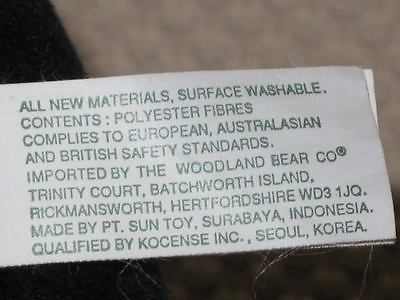 ALL NEW MATERIALS, SURFACE WASHABLE.
CONTENTS : POLYESTER FIBRES
COMPLIES TO EUROPEAN, AUSTRALASIAN
AND BRITISH SAFETY STANDARDS.
IMPORTED BY THE WOODLAND BEAR CO®
TRINITY COURT, BATCHWORTH ISLAND,
RICKMANSWORTH, HERTFORDSHIRE WD3 1JQ.
MADE BY PT. SUN TOY, SURABAYA, INDONESIA.
QUALIFIED BY KOCENSE INC., SEOUL, KOREA.